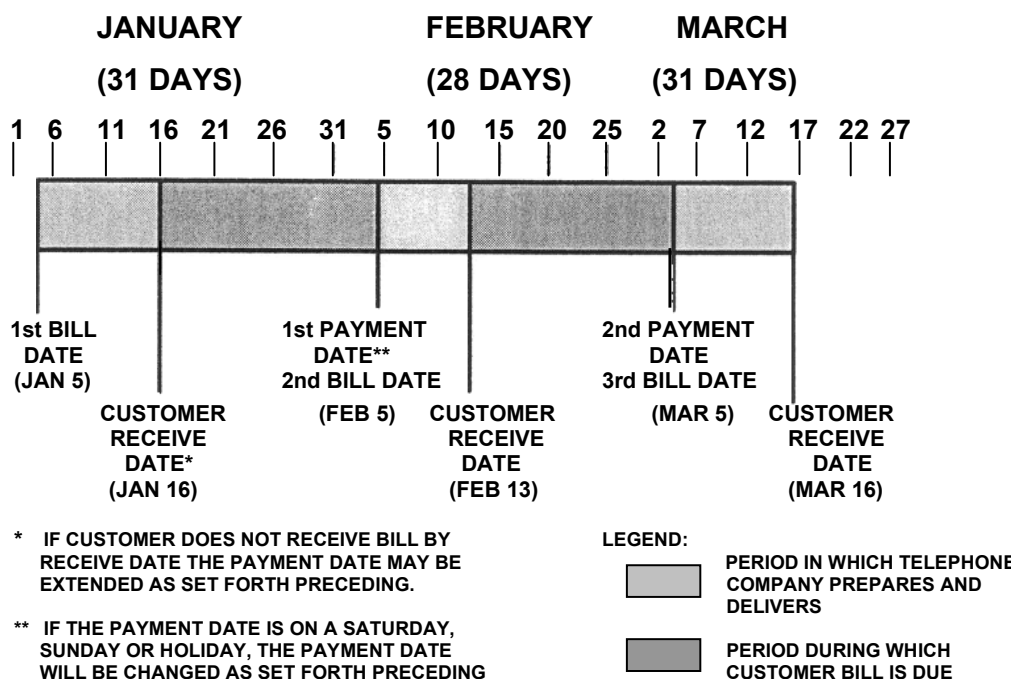 JANUARY FEBRUARY MARCH
(31 DAYS) (28 DAYS) (31 DAYS)
1 6 11 16 21 26 31 5 10 15 20 25 2 7 12 17 22 27
1st BILL
DATE
(JAN 5)
1st PAYMENT
DATE**
2nd BILL DATE
(FEB 5)
2nd PAYMENT
DATE
3rd BILL DATE
(MAR 5)
CUSTOMER
RECEIVE
DATE*
(JAN 16)
CUSTOMER
RECEIVE
DATE
(FEB 13)
CUSTOMER
RECEIVE
DATE
(MAR 16)
* IF CUSTOMER DOES NOT RECEIVE BILL BY
RECEIVE DATE THE PAYMENT DATE MAY BE
EXTENDED AS SET FORTH PRECEDING.
** IF THE PAYMENT DATE IS ON A SATURDAY,
SUNDAY OR HOLIDAY, THE PAYMENT DATE
WILL BE CHANGED AS SET FORTH PRECEDING
LEGEND:
PERIOD IN WHICH TELEPHONE
COMPANY PREPARES AND
DELIVERS
PERIOD DURING WHICH
CUSTOMER BILL IS DUE